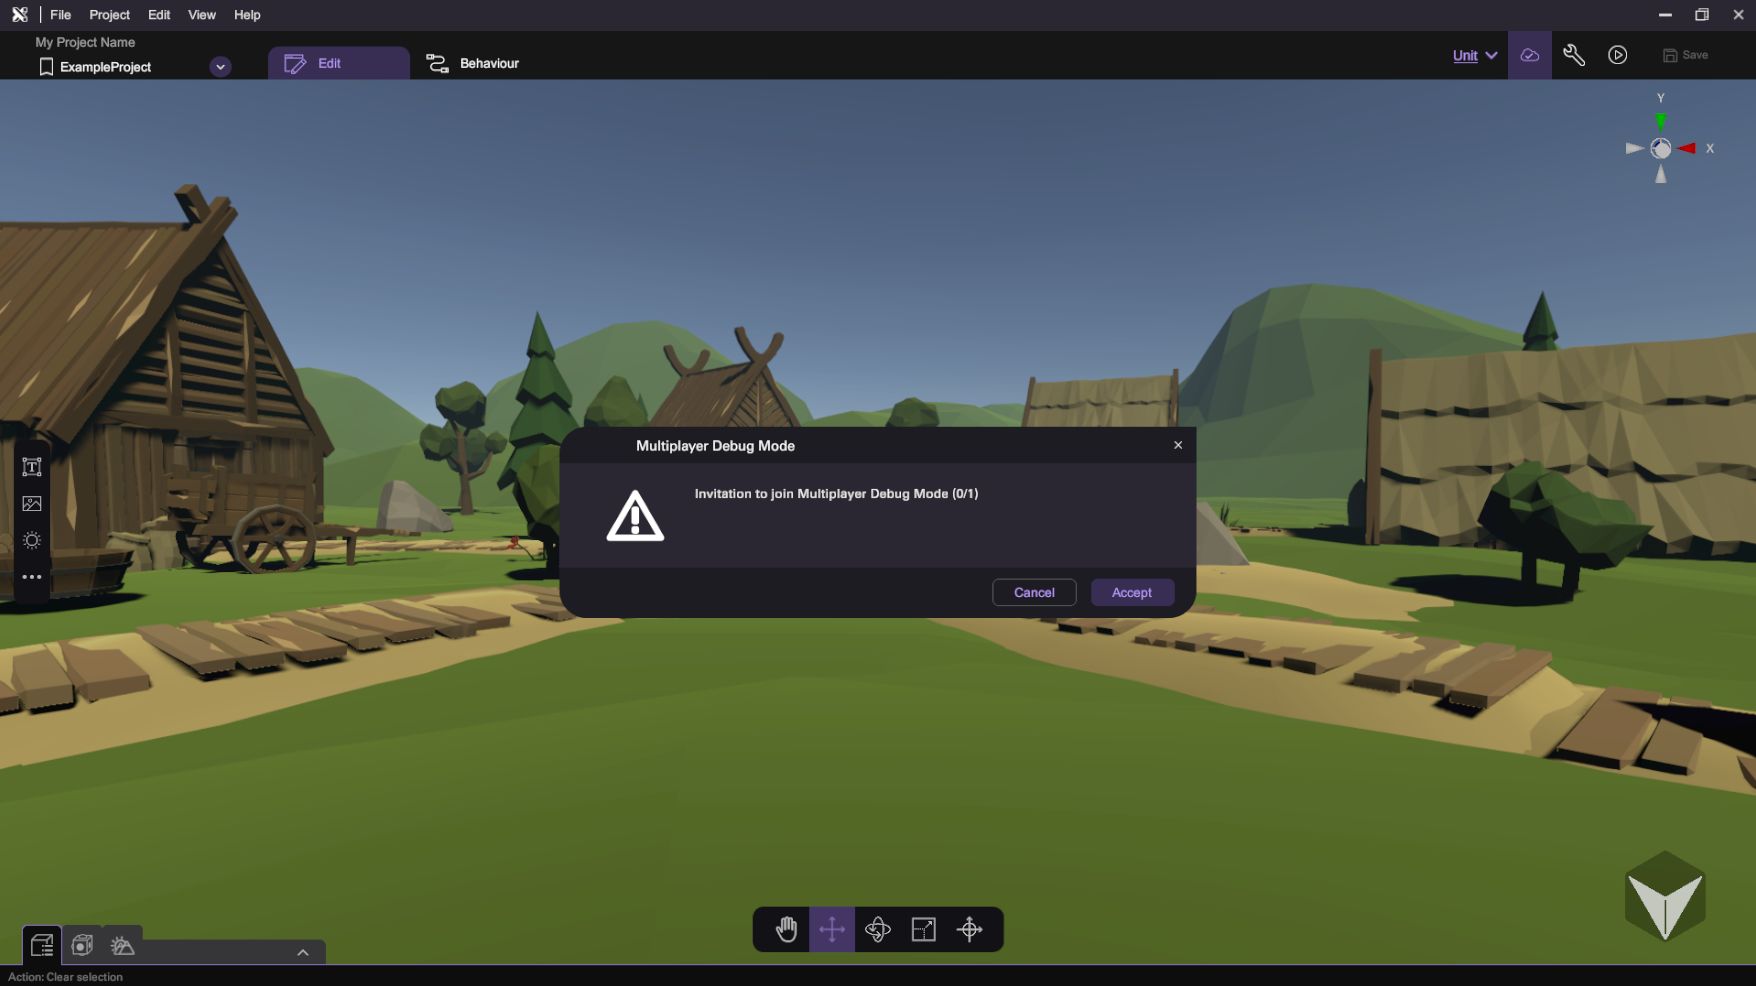 File Project Edit View Help
My Project Name
ExampleProject
Edit
Behaviour
Unit
Save
Y
X
T
Multiplayer Debug Mode
Invitation to join Multiplayer Debug Mode (0/1)
Cancel
Accept
Action: Clear selection